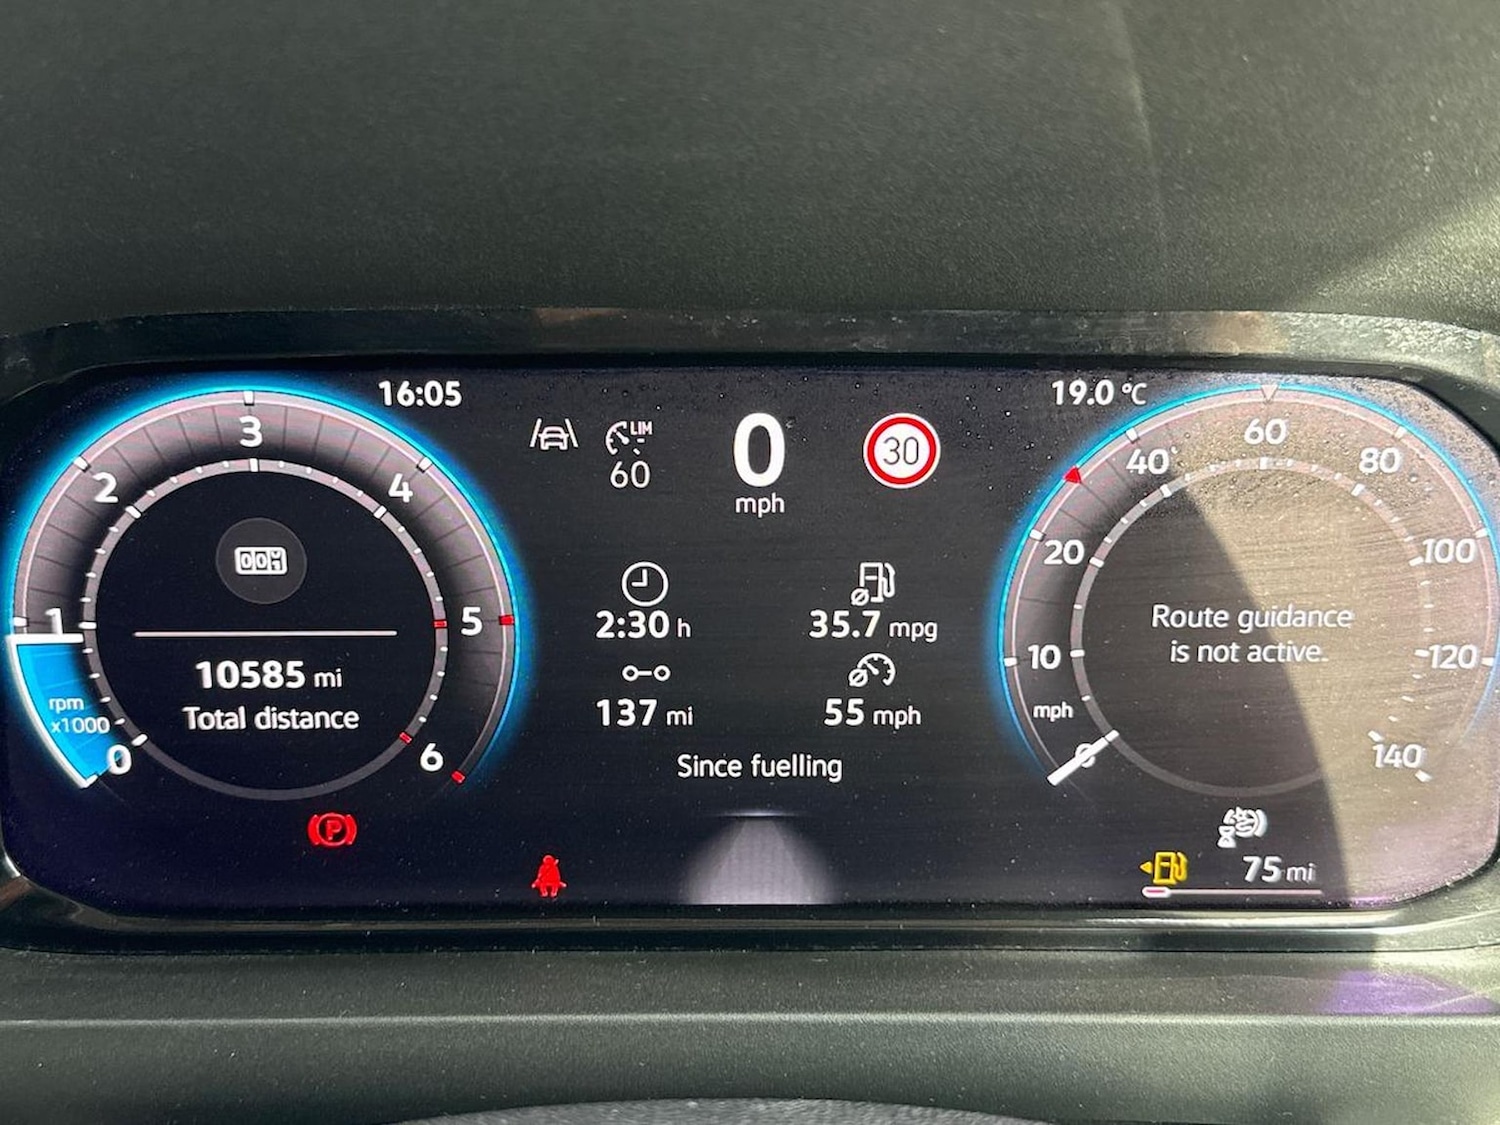 16:05
3
2
4
1
5
rpm
x1000
0
6
10585 mi
Total distance
P
LIM
60
0
mph
30
2:30 h
35.7 mpg
137 mi
55 mph
Since fuelling
19.0 °C
60
40
80
20
100
10
120
mph
0
140
Route guidance
is not active.
75 mi